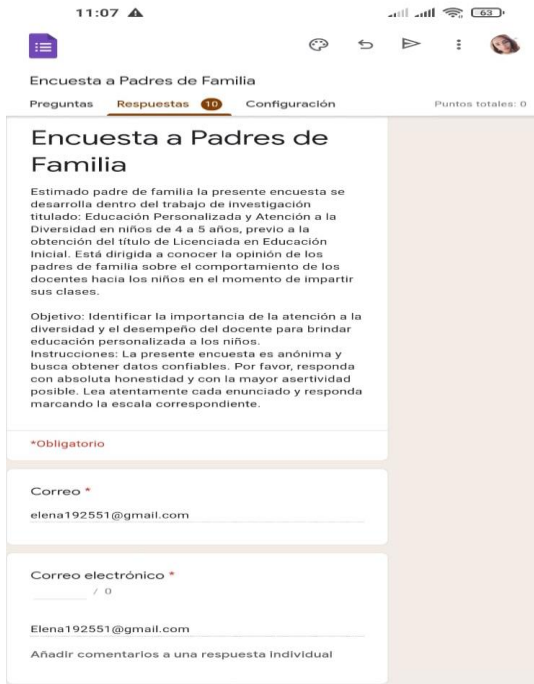 11:07
63
Encuesta a Padres de Familia
Preguntas Respuestas 10 Configuración Puntos totales: 0
Encuesta a Padres de
Familia
Estimado padre de familia la presente encuesta se
desarrolla dentro del trabajo de investigación
titulado: Educación Personalizada y Atención a la
Diversidad en niños de 4 a 5 años, previo a la
obtención del título de Licenciada en Educación
Inicial. Está dirigida a conocer la opinión de los
padres de familia sobre el comportamiento de los
docentes hacia los niños en el momento de impartir
sus clases.
Objetivo: Identificar la importancia de la atención a la
diversidad y el desempeño del docente para brindar
educación personalizada a los niños.
Instrucciones: La presente encuesta es anónima y
busca obtener datos confiables. Por favor, responda
con absoluta honestidad y con la mayor asertividad
posible. Lea atentamente cada enunciado y responda
marcando la escala correspondiente.
*Obligatorio
Correo *
elena192551@gmail.com
Correo electrónico *
/ 0
Elena192551@gmail.com
Añadir comentarios a una respuesta individual